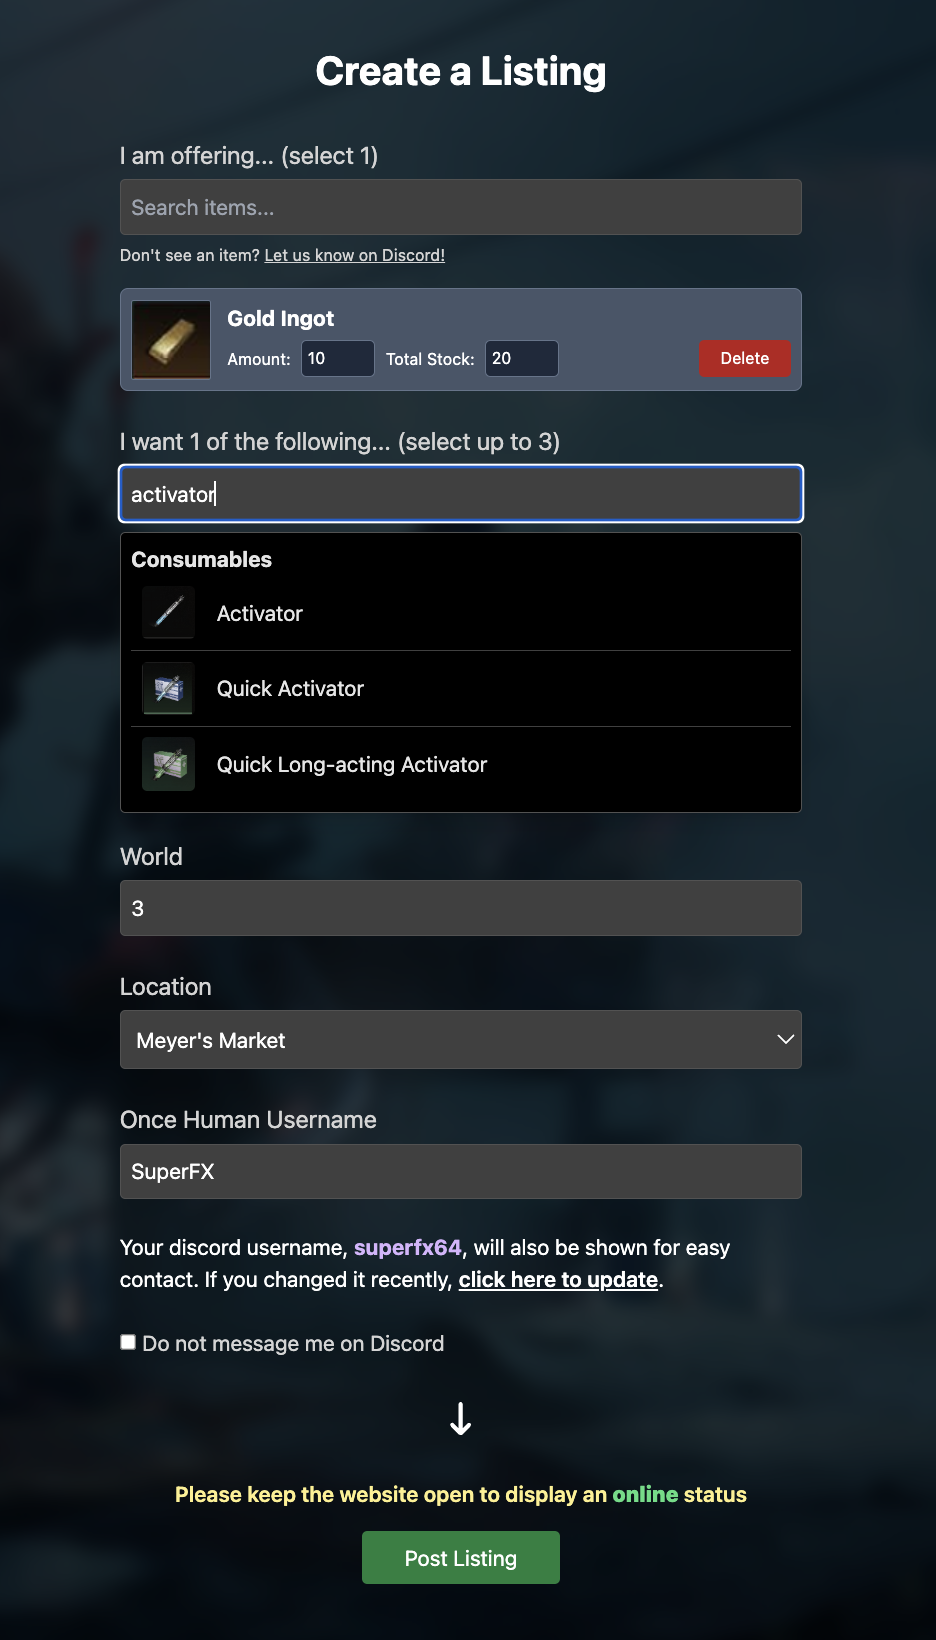 Create a Listing
I am offering... (select 1)
Search items...
Don't see an item? Let us know on Discord!
Gold Ingot
Amount: 10 Total Stock: 20 Delete
I want 1 of the following... (select up to 3)
activator
Consumables
Activator
Quick Activator
Quick Long-acting Activator
World
3
Location
Meyer's Market
Once Human Username
SuperFX
Your discord username, superfx64, will also be shown for easy
contact. If you changed it recently, click here to update.
Do not message me on Discord
Please keep the website open to display an online status
Post Listing